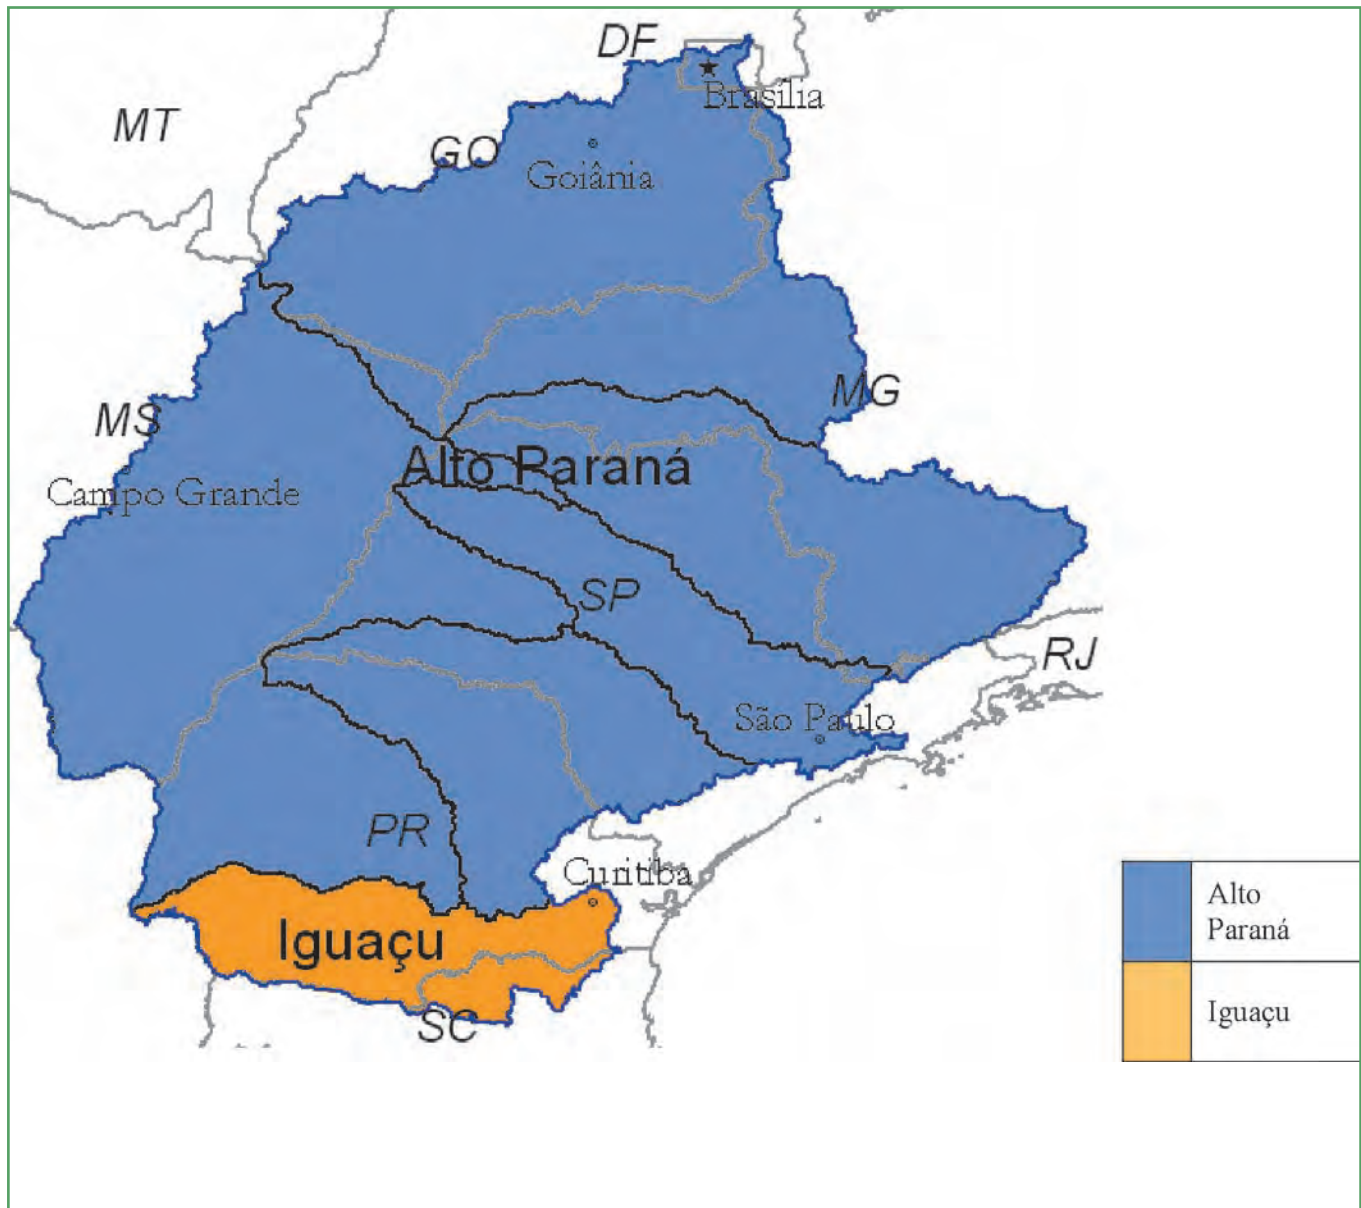 DF
Brasília
MT
GO
Goiânia
MG
MS
Alto Paraná
Campo Grande
SP
RJ
São Paulo
PR
Curitiba
Iguaçu
SC
Alto
Paraná
Iguaçu